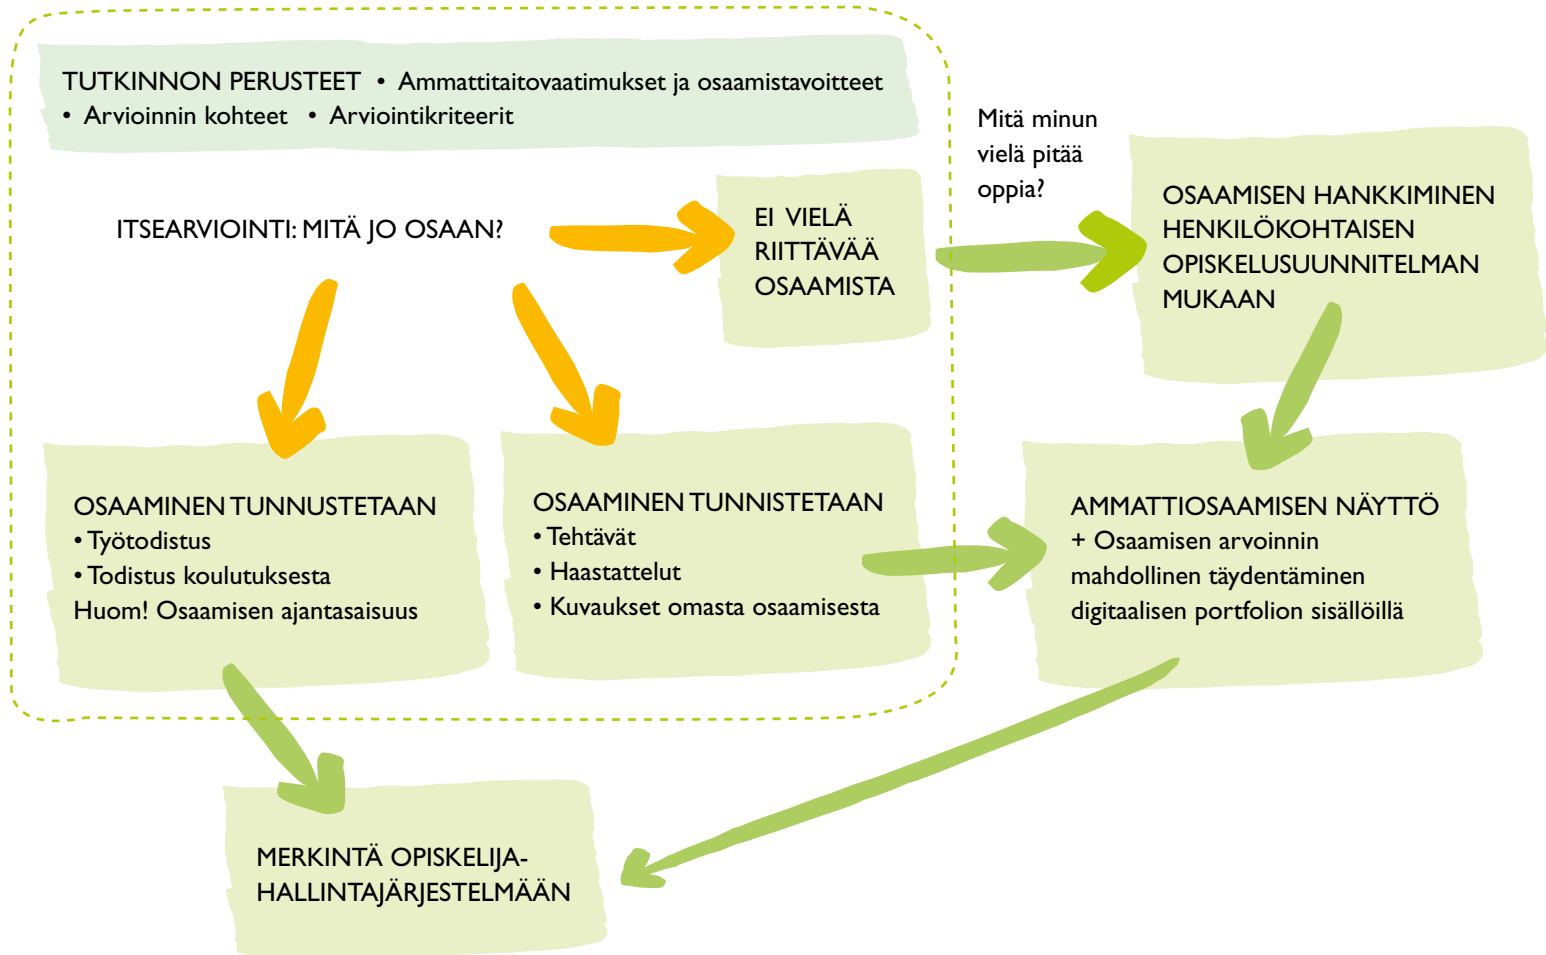 TUTKINNON PERUSTEET • Ammattitaitovaatimukset ja osaamistavoitteet
• Arvioinnin kohteet • Arviointikriteerit
Mitä minun
vielä pitää
oppia?
ITSEARVIOINTI: MITÄ JO OSAAN?
EI VIELÄ
RIITTÄVÄÄ
OSAAMISTA
OSAAMISEN HANKKIMINEN
HENKILÖKOHTAISEN
OPISKELUSUUNNITELMAN
MUKAAN
OSAAMINEN TUNNUSTETAAN
• Työtodistus
• Todistus koulutuksesta
Huom! Osaamisen ajantasaisuus
OSAAMINEN TUNNISTETAAN
• Tehtävät
• Haastattelut
• Kuvaukset omasta osaamisesta
AMMATTIOSAAMISEN NÄYTTÖ
+ Osaamisen arvoinnin
mahdollinen täydentäminen
digitaalisen portfolion sisällöillä
MERKINTÄ OPISKELIJA-
HALLINTAJÄRJESTELMÄÄN